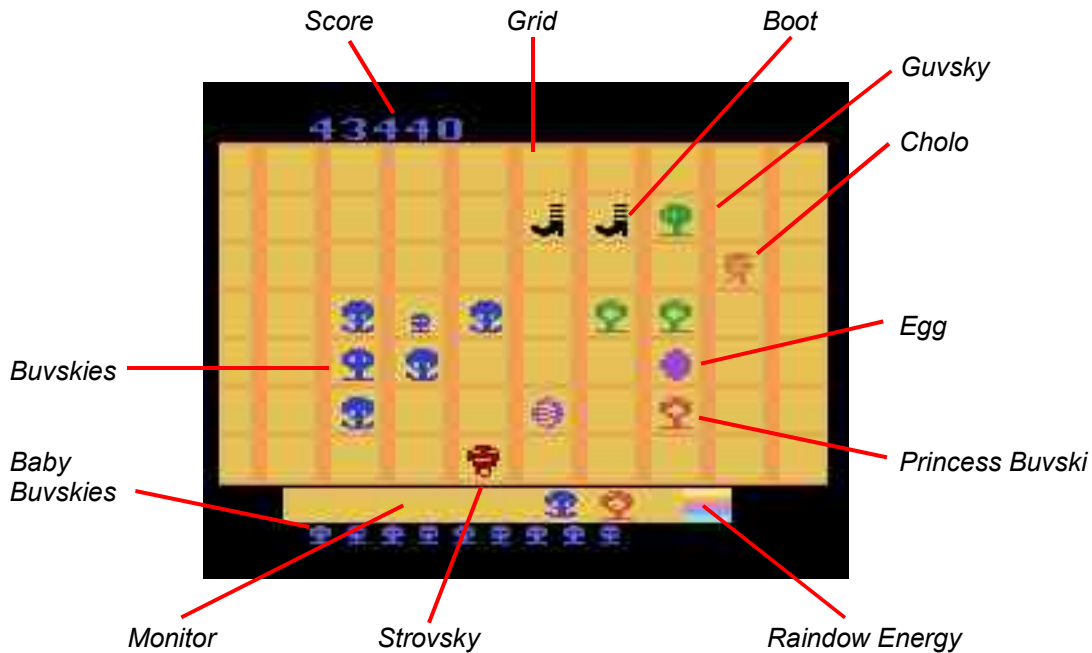 Score
Grid
Boot
Guvsky
43440
Cholo
Egg
Buvskies
Baby
Buvskies
Princess Buvski
Monitor
Strovsky
Raindow Energy